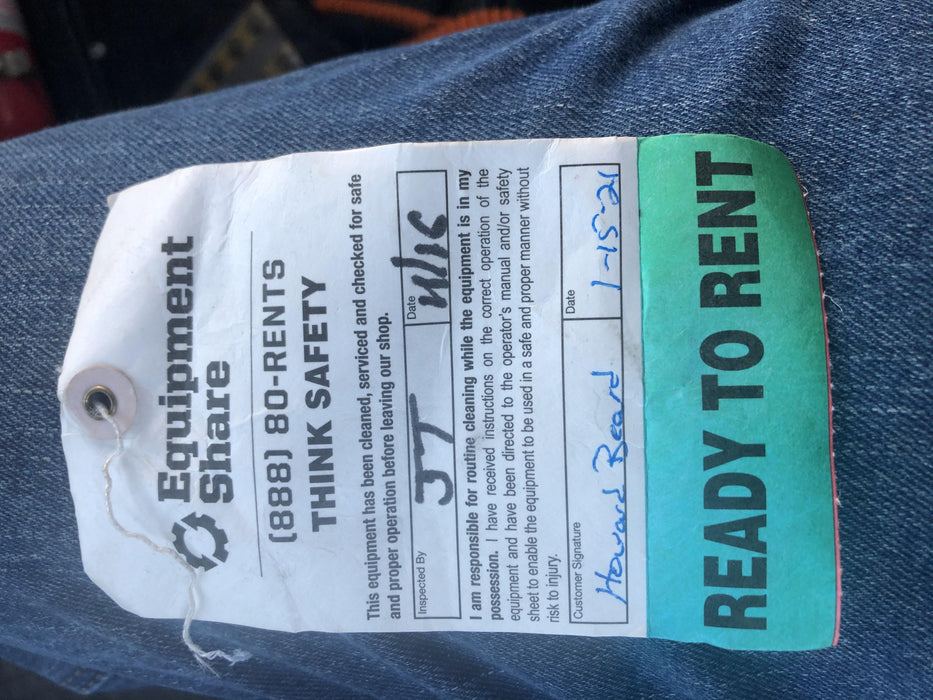 Equipment
Share
(888) 80-RENTS
THINK SAFETY
This equipment has been cleaned, serviced and checked for safe
and proper operation before leaving our shop.
Inspected By
JT
Date
11/16
I am responsible for routine cleaning while the equipment is in my
possession. I have received instructions on the correct operation of the
equipment and have been directed to the operator's manual and/or safety
sheet to enable the equipment to be used in a safe and proper manner without
risk to injury.
Customer Signature
Howard Beard
Date
1-15-21
READY TO RENT